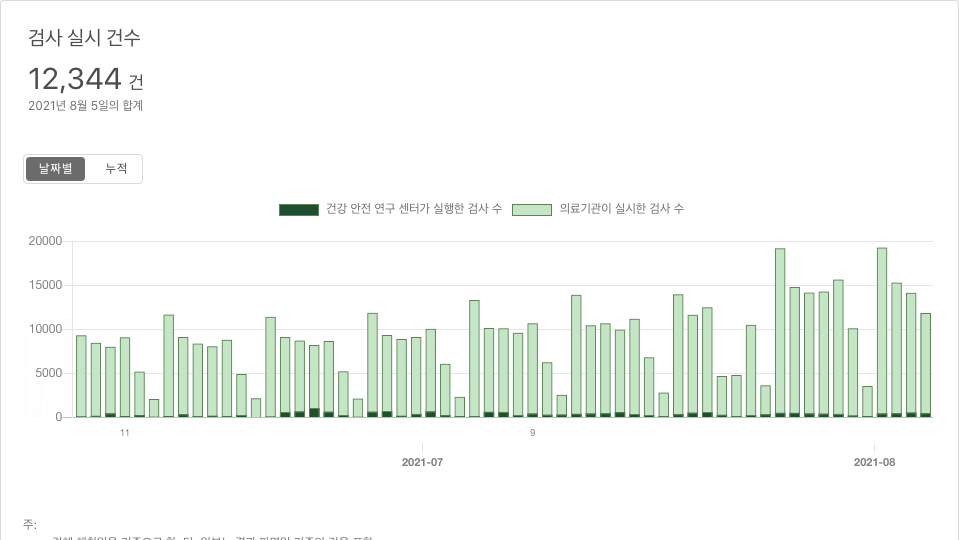 검사 실시 건수
12,344 건
2021년 8월 5일의 합계
날짜별 누적
건강 안전 연구 센터가 실행한 검사 수 의료기관이 실시한 검사 수
20000
15000
10000
5000
0
11 9
2021-07 2021-08
주: